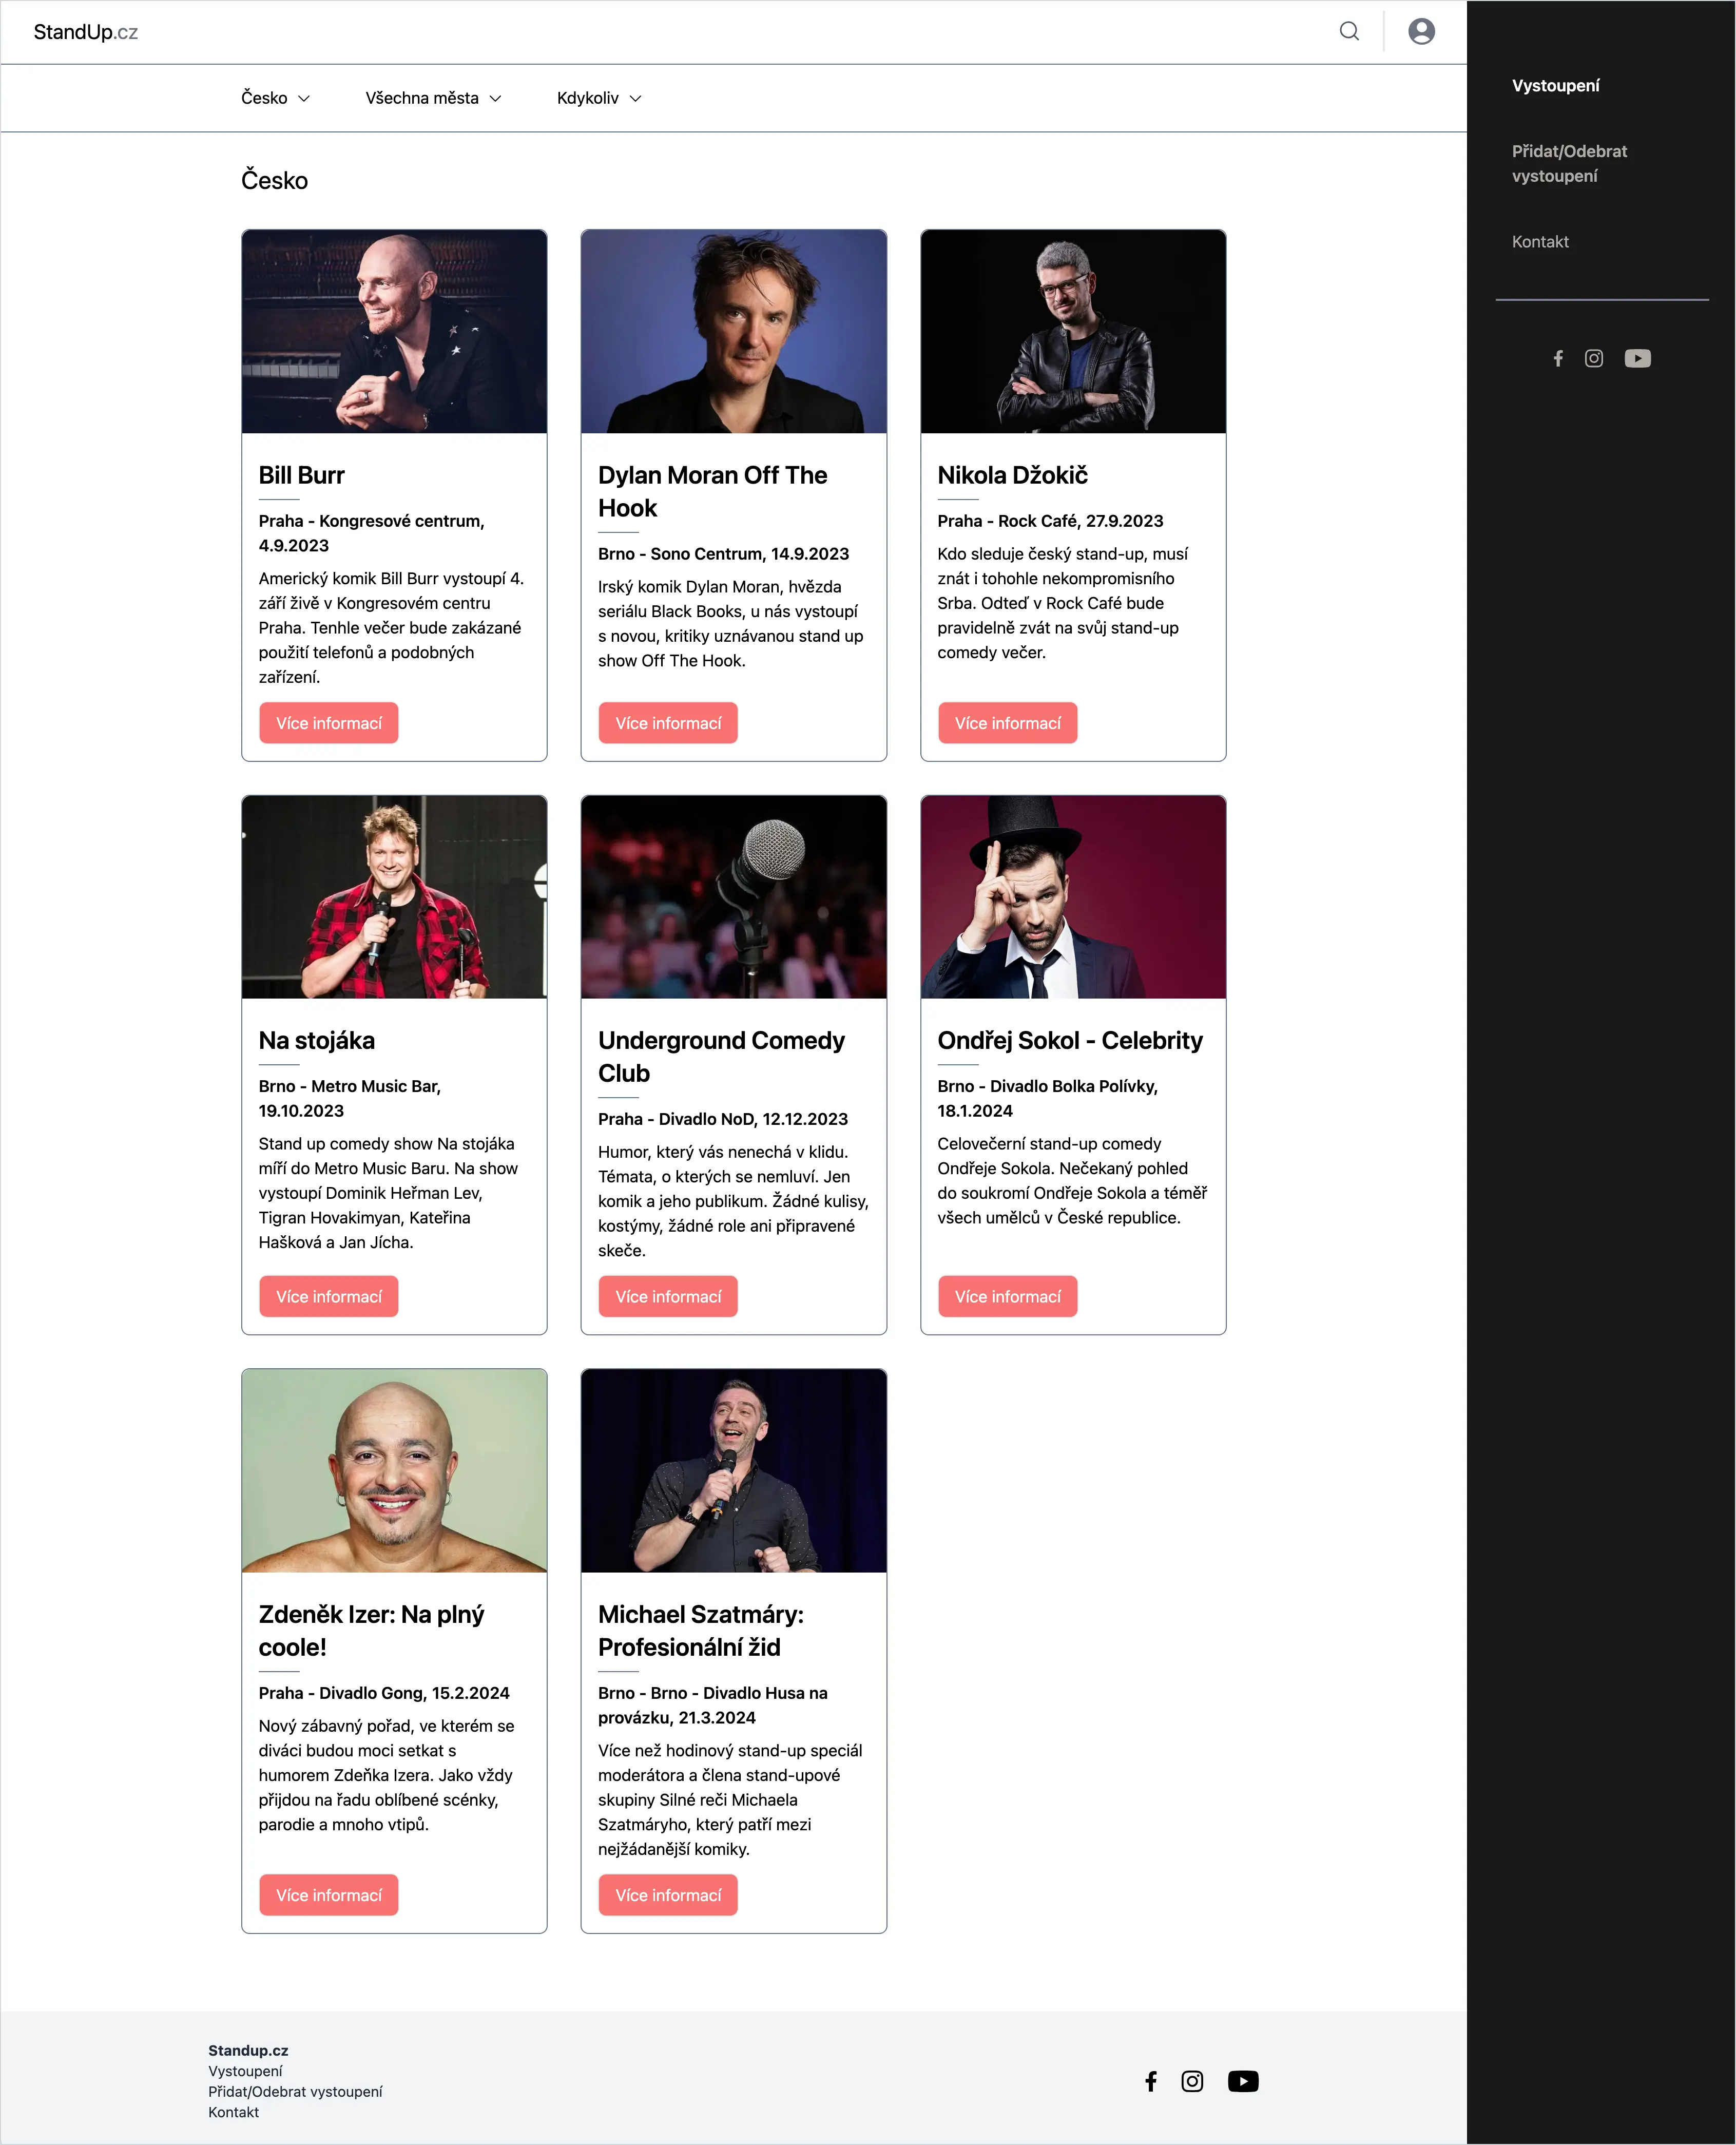 StandUp.cz
Česko
Všechna města
Kdykoliv
Česko
Bill Burr
Praha - Kongresové centrum,
4.9.2023
Americký komik Bill Burr vystoupí 4.
září živě v Kongresovém centru
Praha. Tenhle večer bude zakázané
použití telefonů a podobných
zařízení.
Více informací
Dylan Moran Off The
Hook
Brno - Sono Centrum, 14.9.2023
Irský komik Dylan Moran, hvězda
seriálu Black Books, u nás vystoupí
s novou, kritiky uznávanou stand up
show Off The Hook.
Více informací
Nikola Džokič
Praha - Rock Café, 27.9.2023
Kdo sleduje český stand-up, musí
znát i tohohle nekompromisního
Srba. Odteď v Rock Café bude
pravidelně zvát na svůj stand-up
comedy večer.
Více informací
Na stojáka
Brno - Metro Music Bar,
19.10.2023
Stand up comedy show Na stojáka
míří do Metro Music Baru. Na show
vystoupí Dominik Heřman Lev,
Tigran Hovakimyan, Kateřina
Hašková a Jan Jícha.
Více informací
Underground Comedy
Club
Praha - Divadlo NoD, 12.12.2023
Humor, který vás nenechá v klidu.
Témata, o kterých se nemluví. Jen
komik a jeho publikum. Žádné kulisy,
kostýmy, žádné role ani připravené
skeče.
Více informací
Ondřej Sokol - Celebrity
Brno - Divadlo Bolka Polívky,
18.1.2024
Celovečerní stand-up comedy
Ondřeje Sokola. Nečekaný pohled
do soukromí Ondřeje Sokola a téměř
všech umělců v České republice.
Více informací
Zdeněk Izer: Na plný
coole!
Praha - Divadlo Gong, 15.2.2024
Nový zábavný pořad, ve kterém se
diváci budou moci setkat s
humorem Zdeňka Izera. Jako vždy
přijdou na řadu oblíbené scénky,
parodie a mnoho vtipů.
Více informací
Michael Szatmáry:
Profesionální žid
Brno - Brno - Divadlo Husa na
provázku, 21.3.2024
Více než hodinový stand-up speciál
moderátora a člena stand-upové
skupiny Silné reči Michaela
Szatmáryho, který patří mezi
nejžádanější komiky.
Více informací
Vystoupení
Přidat/Odebrat
vystoupení
Kontakt
Standup.cz
Vystoupení
Přidat/Odebrat vystoupení
Kontakt